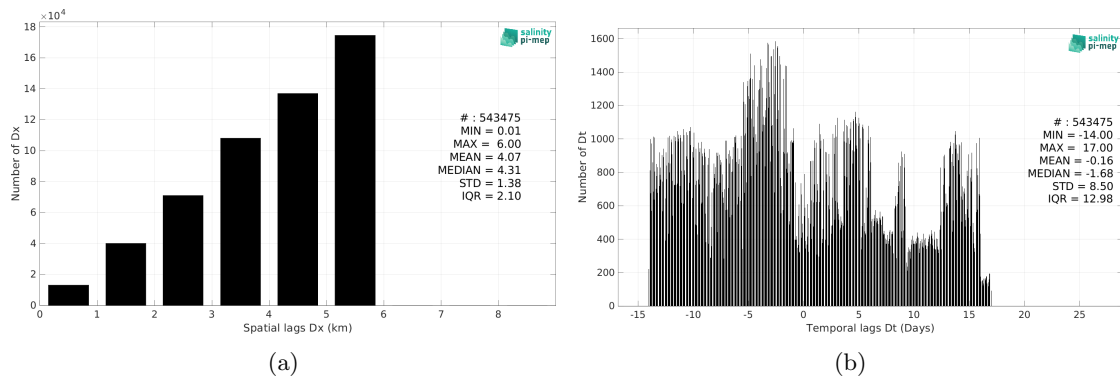 ×10⁴
18
16
14
12
10
8
6
4
2
0
Number of Dx
0 1 2 3 4 5 6 7 8
Spatial lags Dx (km)
salinity
pi-mep
# : 543475
MIN = 0.01
MAX = 6.00
MEAN = 4.07
MEDIAN = 4.31
STD = 1.38
IQR = 2.10
(a)
1600
1400
1200
1000
800
600
400
200
0
Number of Dt
-15 -10 -5 0 5 10 15 20 25
Temporal lags Dt (Days)
salinity
pi-mep
# : 543475
MIN = -14.00
MAX = 17.00
MEAN = -0.16
MEDIAN = -1.68
STD = 8.50
IQR = 12.98
(b)